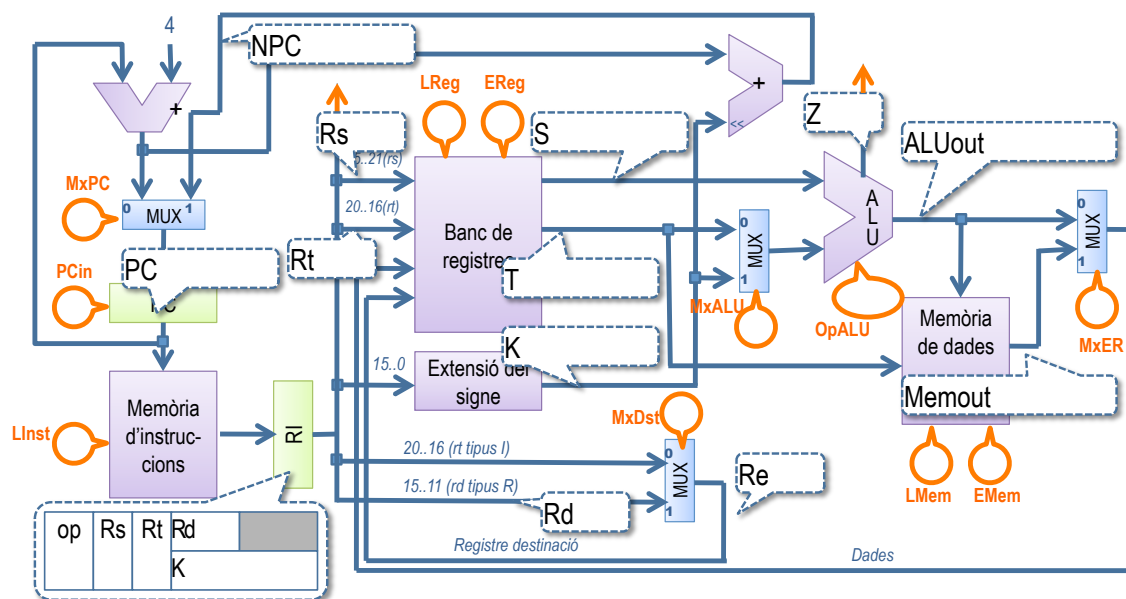 4
NPC
+
LReg
EReg
+
<<
Rs
5..21(rs)
S
Z
ALUout
MxPC
0
MUX
1
20..16(rt)
Banc de
registres
0
MUX
1
ALU
0
MUX
1
PC
PCin
Rt
T
MxALU
OpALU
Memòria
de dades
MxER
K
15..0
Extensió del
signe
Memout
Memòria
d'instruc-
cions
LInst
RI
MxDst
20..16 (rt tipus I)
0
MUX
1
15..11 (rd tipus R)
Rd
Re
LMem
EMem
op
Rs
Rt
Rd
K
Registre destinació
Dades